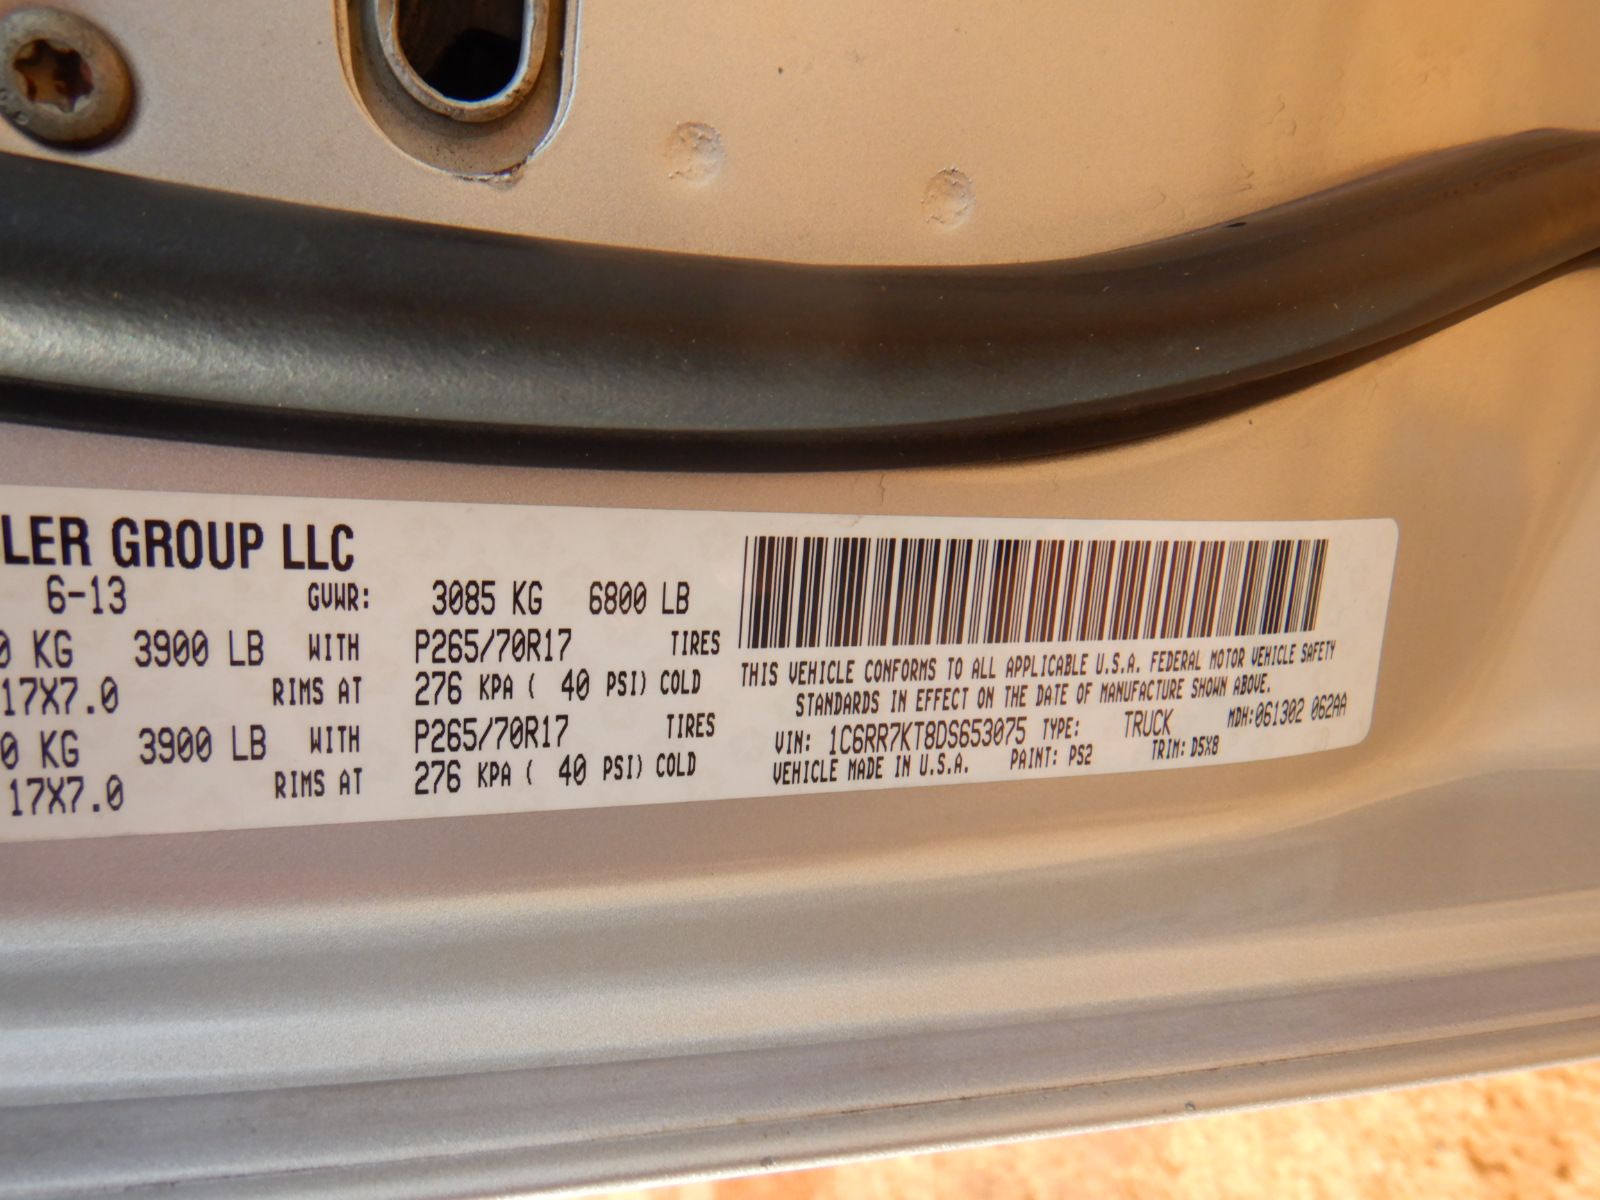 LER GROUP LLC
6-13 GVWR: 3085 KG 6800 LB
0 KG 3900 LB WITH P265/70R17 TIRES
17X7.0 RIMS AT 276 KPA ( 40 PSI) COLD
0 KG 3900 LB WITH P265/70R17 TIRES
17X7.0 RIMS AT 276 KPA ( 40 PSI) COLD
THIS VEHICLE CONFORMS TO ALL APPLICABLE U.S.A. FEDERAL MOTOR VEHICLE SAFETY
STANDARDS IN EFFECT ON THE DATE OF MANUFACTURE SHOWN ABOVE.
VIN: 1C6RR7KT8DS653075 TYPE: TRUCK MDH:061302 062AA
VEHICLE MADE IN U.S.A. PAINT: PS2 TRIM: D5X8